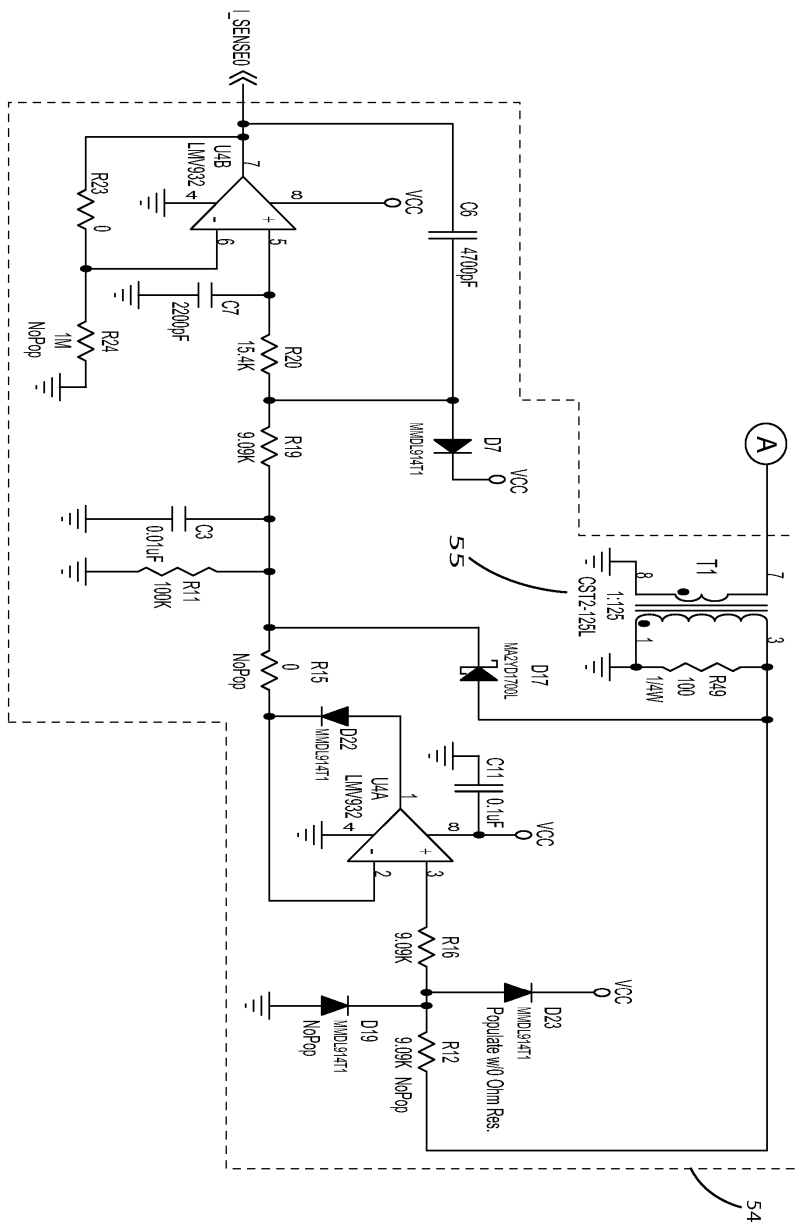 I_SENSE0
U4B
LMV932
7
4
8
VCC
6
5
-
+
R23
0
R24
1M
NoPop
C6
4700pF
C7
2200pF
R20
15.4K
R19
9.09K
D7
MMDL914T1
VCC
C3
0.01uF
R11
100K
R15
0
NoPop
D17
MA2YD1700L
D22
MMDL914T1
U4A
LMV932
1
4
8
VCC
C11
0.1uF
2
3
-
+
R16
9.09K
VCC
D23
MMDL914T1
Populate w/0 Ohm Res.
D19
MMDL914T1
NoPop
R12
9.09K NoPop
A
T1
7
8
1:125
CST2-125L
3
1
R49
100
1/4W
55
54